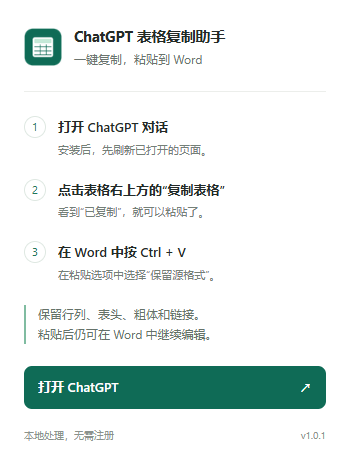 ChatGPT 表格复制助手
一键复制，粘贴到 Word
1 打开 ChatGPT 对话
安装后，先刷新已打开的页面。
2 点击表格右上方的“复制表格”
看到“已复制”，就可以粘贴了。
3 在 Word 中按 Ctrl + V
在粘贴选项中选择“保留源格式”。
保留行列、表头、粗体和链接。
粘贴后仍可在 Word 中继续编辑。
打开 ChatGPT ↗
本地处理，无需注册 v1.0.1